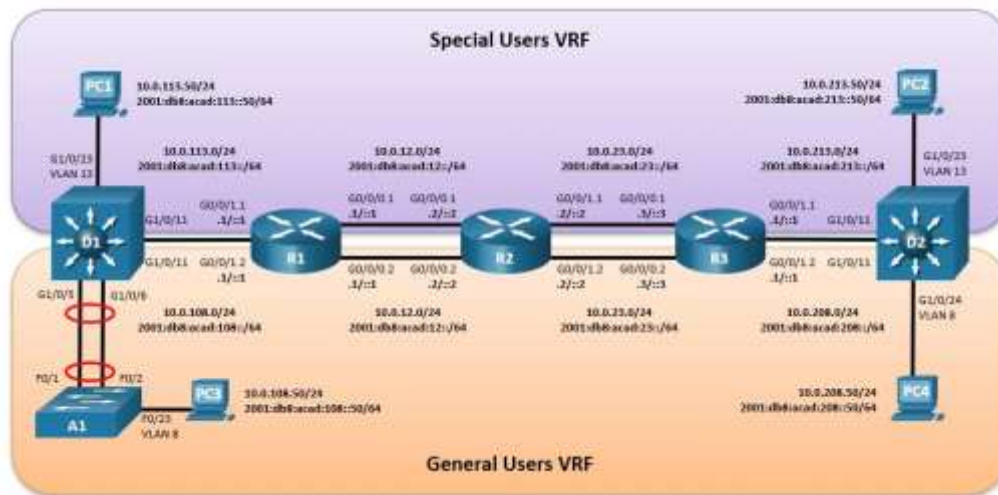 Special Users VRF
PC1
10.0.113.50/24
2001:db8:acad:113::50/64
10.0.213.50/24
2001:db8:acad:213::50/64
PC2
G1/0/23
VLAN 13
10.0.113.0/24
2001:db8:acad:113::/64
10.0.12.0/24
2001:db8:acad:12::/64
10.0.23.0/24
2001:db8:acad:23::/64
10.0.213.0/24
2001:db8:acad:213::/64
G1/0/23
VLAN 13
D1
G1/0/11
G0/0/1.1
.1/::1
R1
G0/0/0.1
.1/::1
G0/0/0.1
.2/::2
R2
G0/0/1.1
.2/::2
G0/0/0.1
.3/::3
R3
G0/0/1.1
.1/::1
G1/0/11
D2
G1/0/11
G0/0/1.2
.1/::1
G0/0/0.2
.1/::1
G0/0/0.2
.2/::2
G0/0/1.2
.2/::2
G0/0/0.2
.3/::3
G0/0/1.2
.1/::1
G1/0/11
G1/0/5
G1/0/6
10.0.108.0/24
2001:db8:acad:108::/64
10.0.12.0/24
2001:db8:acad:12::/64
10.0.23.0/24
2001:db8:acad:23::/64
10.0.208.0/24
2001:db8:acad:208::/64
G1/0/24
VLAN 8
F0/1
F0/2
A1
F0/23
VLAN 8
PC3
10.0.108.50/24
2001:db8:acad:108::50/64
10.0.208.50/24
2001:db8:acad:208::50/64
PC4
General Users VRF